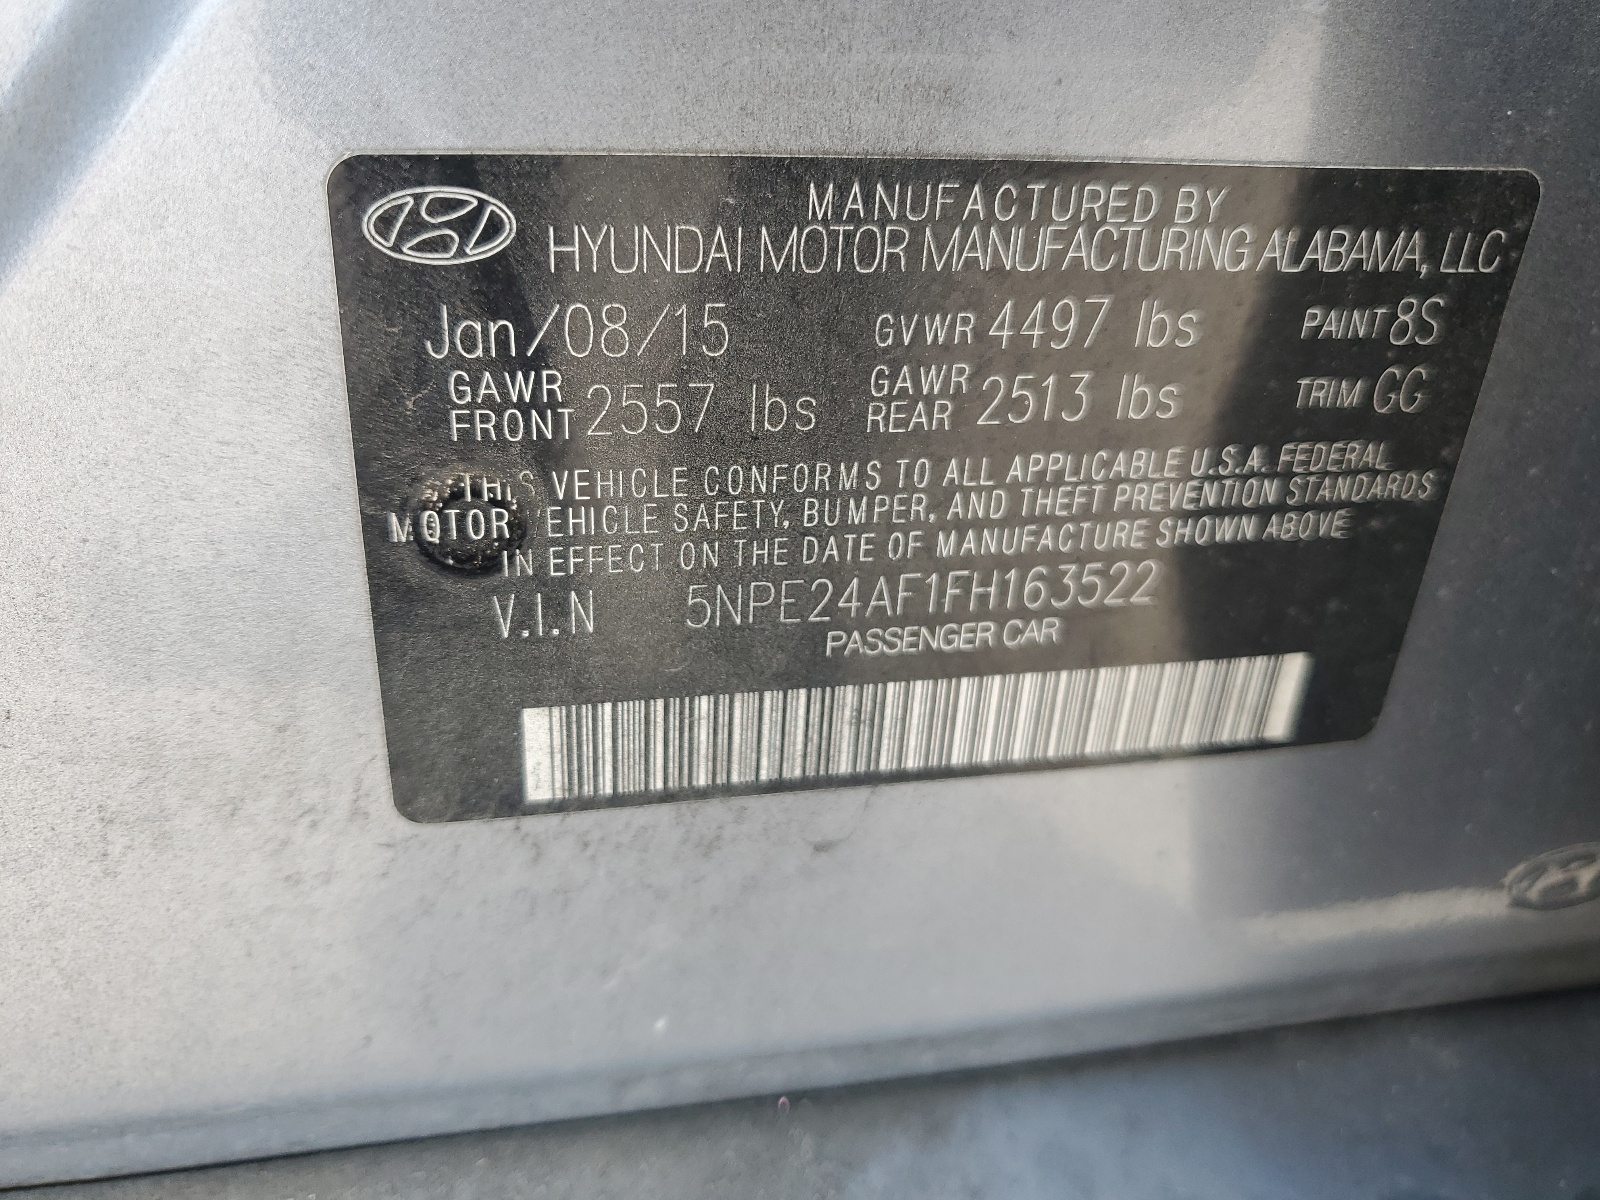 MANUFACTURED BY
HYUNDAI MOTOR MANUFACTURING ALABAMA, LLC
Jan/08/15 GVWR 4497 lbs PAINT 8S
GAWR FRONT 2557 lbs GAWR REAR 2513 lbs TRIM GG
THIS VEHICLE CONFORMS TO ALL APPLICABLE U.S.A. FEDERAL
MOTOR VEHICLE SAFETY, BUMPER, AND THEFT PREVENTION STANDARDS
IN EFFECT ON THE DATE OF MANUFACTURE SHOWN ABOVE
V.I.N 5NPE24AF1FH163522
PASSENGER CAR